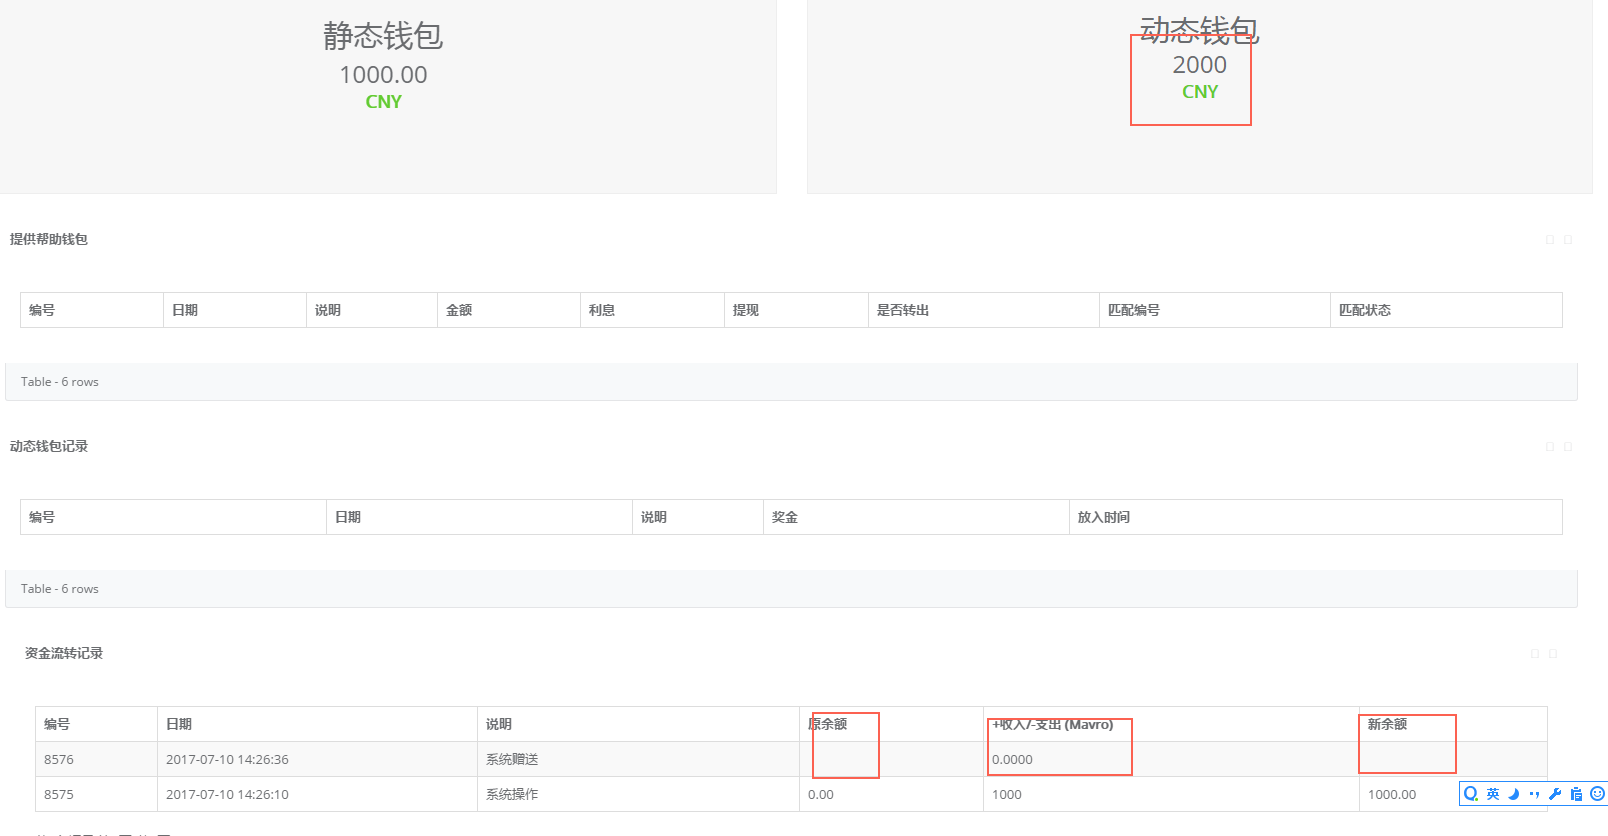 静态钱包
1000.00
CNY
动态钱包
2000
CNY
提供帮助钱包
编号 日期 说明 金额 利息 提现 是否转出 匹配编号 匹配状态
Table - 6 rows
动态钱包记录
编号 日期 说明 奖金 放入时间
Table - 6 rows
资金流转记录
编号 日期 说明 原余额 +收入/-支出 (Mavro) 新余额
8576 2017-07-10 14:26:36 系统赠送 0.0000
8575 2017-07-10 14:26:10 系统操作 0.00 1000 1000.00
英